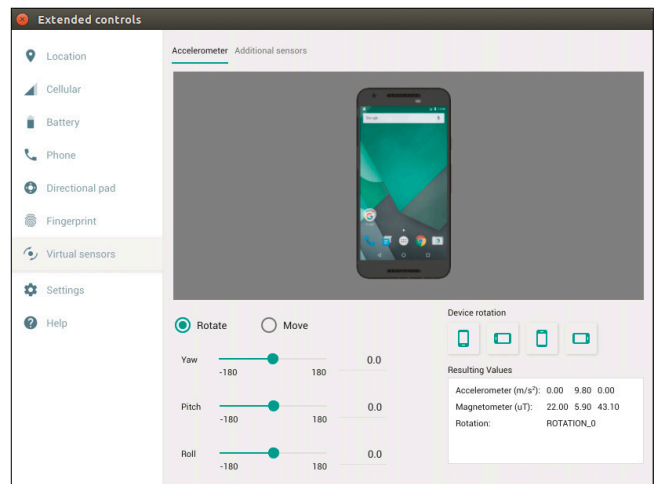 Extended controls
Location
Cellular
Battery
Phone
Directional pad
Fingerprint
Virtual sensors
Settings
Help
Accelerometer Additional sensors
Google
Rotate Move
Yaw 0.0
-180 180
Pitch 0.0
-180 180
Roll 0.0
-180 180
Device rotation
Resulting Values
Accelerometer (m/s²): 0.00 9.80 0.00
Magnetometer (uT): 22.00 5.90 43.10
Rotation: ROTATION_0